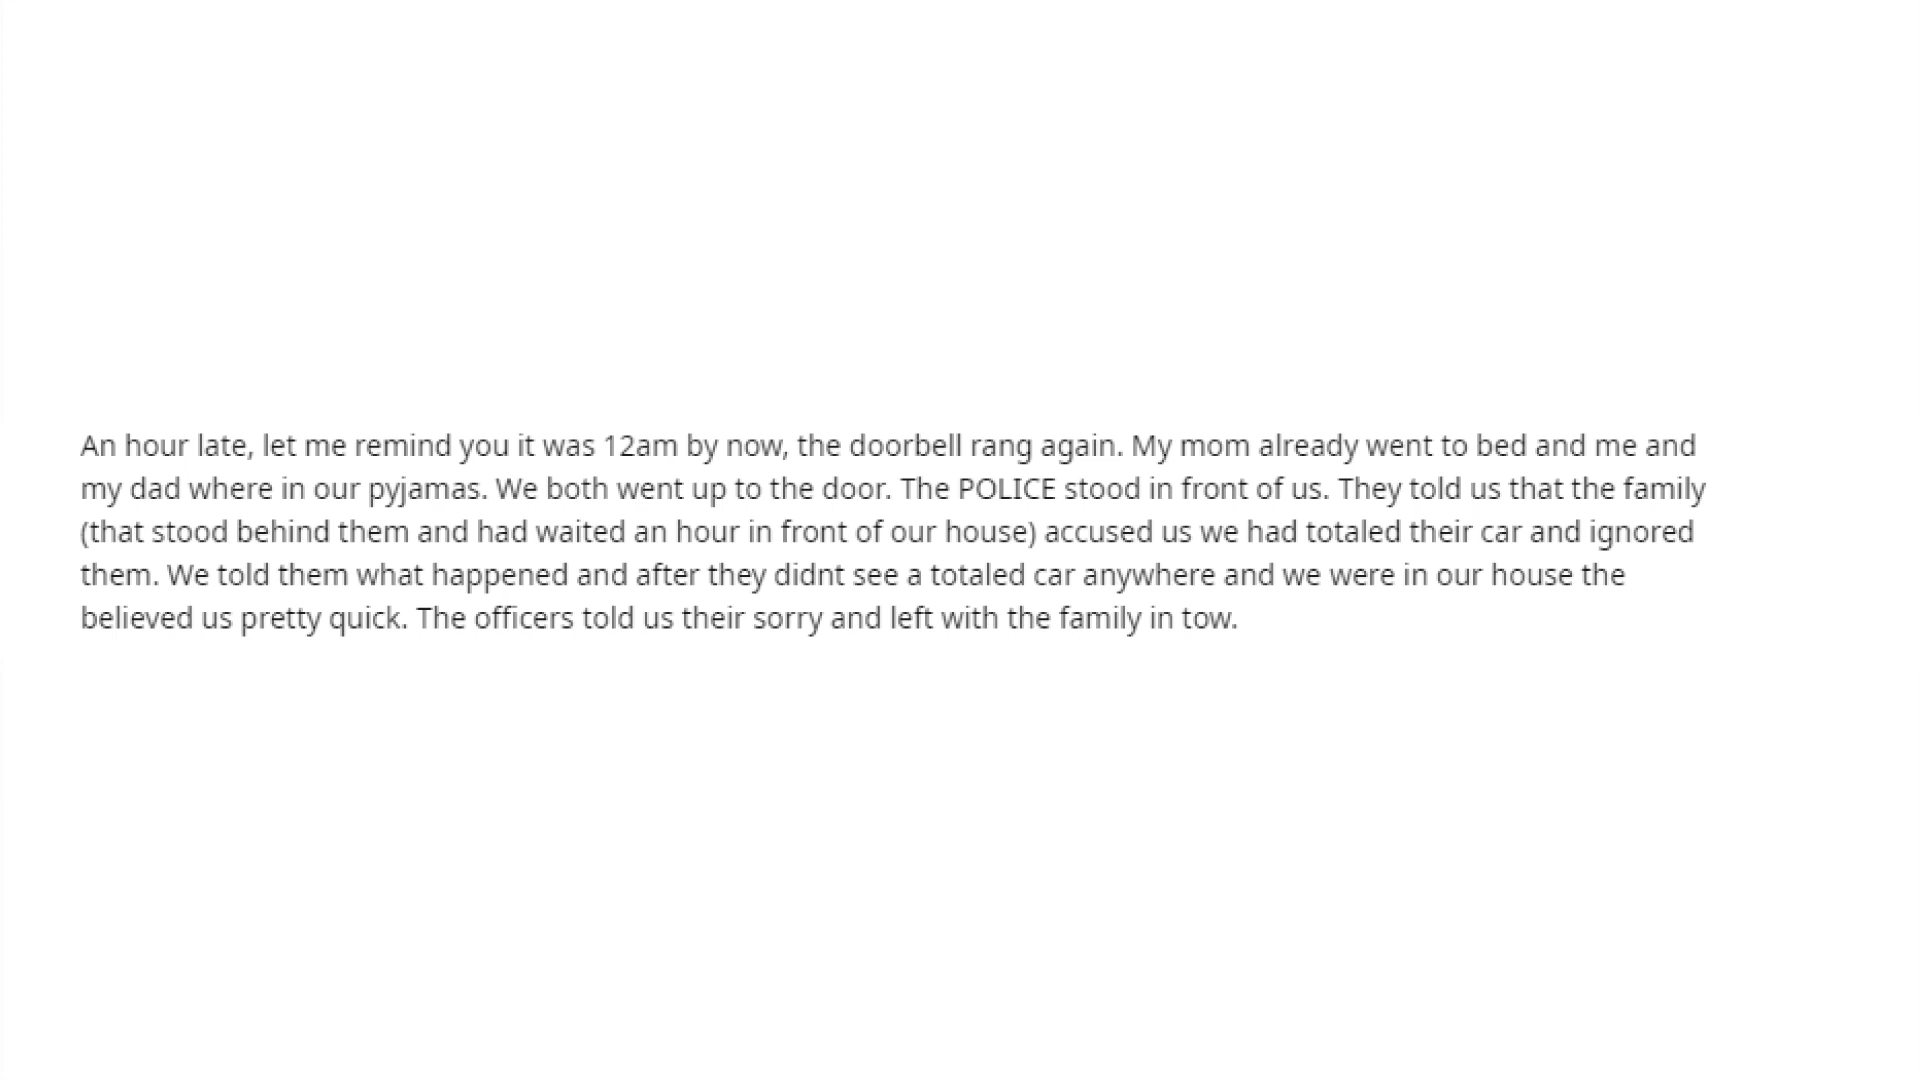 An hour late, let me remind you it was 12am by now, the doorbell rang again. My mom already went to bed and me and
my dad where in our pyjamas. We both went up to the door. The POLICE stood in front of us. They told us that the family
(that stood behind them and had waited an hour in front of our house) accused us we had totaled their car and ignored
them. We told them what happened and after they didnt see a totaled car anywhere and we were in our house the
believed us pretty quick. The officers told us their sorry and left with the family in tow.